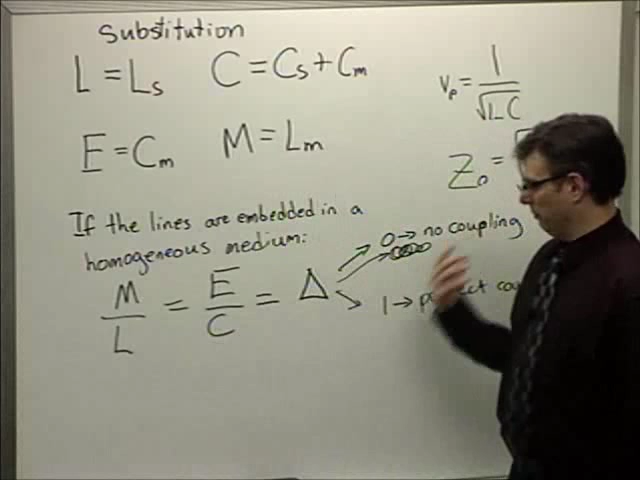 Substitution
L = Ls C = Cs + Cm
vp = 1/√LC
E = Cm M = Lm
Z0 = √
If the lines are embedded in a
homogeneous medium:
0 → no coupling
M/L = E/C = Δ
1 →